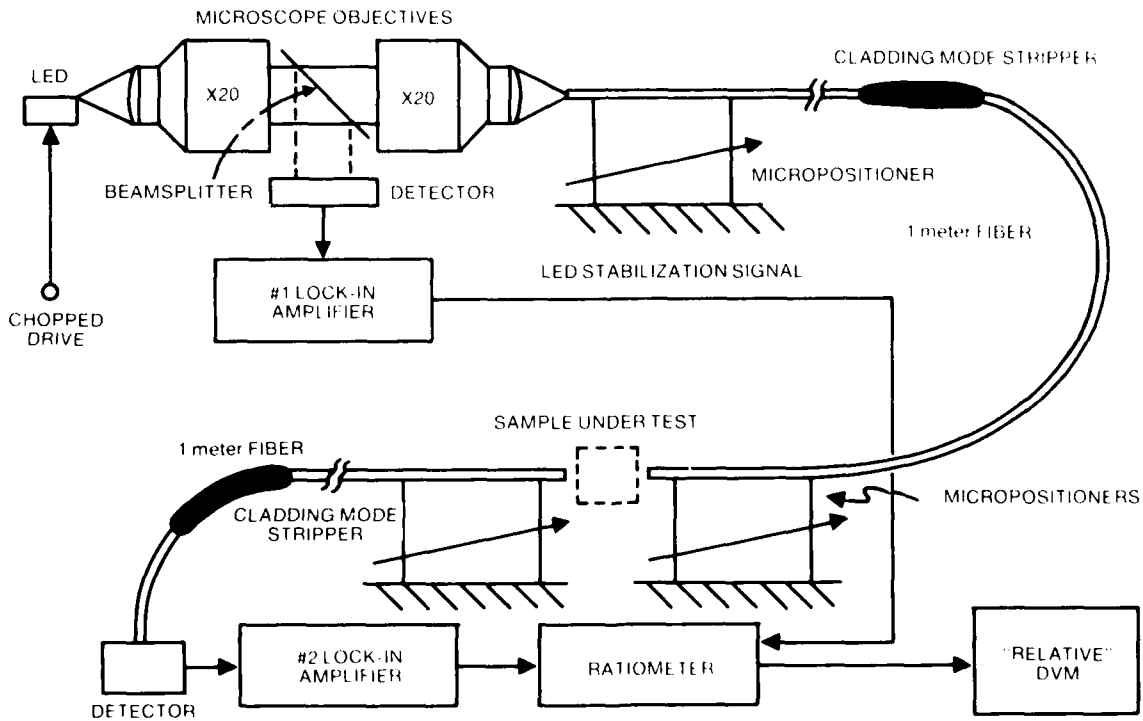 MICROSCOPE OBJECTIVES
LED
X20
X20
CLADDING MODE STRIPPER
BEAMSPLITTER
DETECTOR
MICROPOSITIONER
1 meter FIBER
LED STABILIZATION SIGNAL
#1 LOCK-IN
AMPLIFIER
CHOPPED
DRIVE
SAMPLE UNDER TEST
1 meter FIBER
CLADDING MODE
STRIPPER
MICROPOSITIONERS
#2 LOCK-IN
AMPLIFIER
RATIOMETER
"RELATIVE"
DVM
DETECTOR